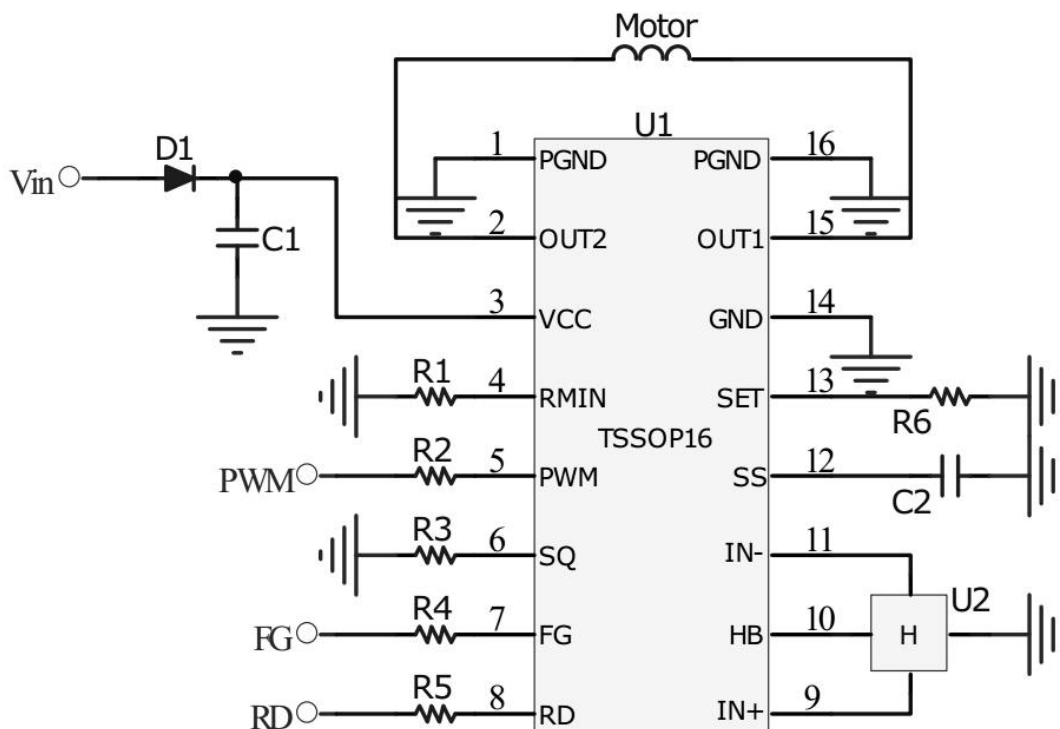 Motor
U1
D1
1 PGND PGND 16
Vin
C1
2 OUT2 OUT1 15
3 VCC GND 14
R1 4 RMIN SET 13
R6
TSSOP16
PWM R2 5 PWM SS 12
C2
R3 6 SQ IN- 11
U2
FG R4 7 FG HB 10 H
RD R5 8 RD IN+ 9